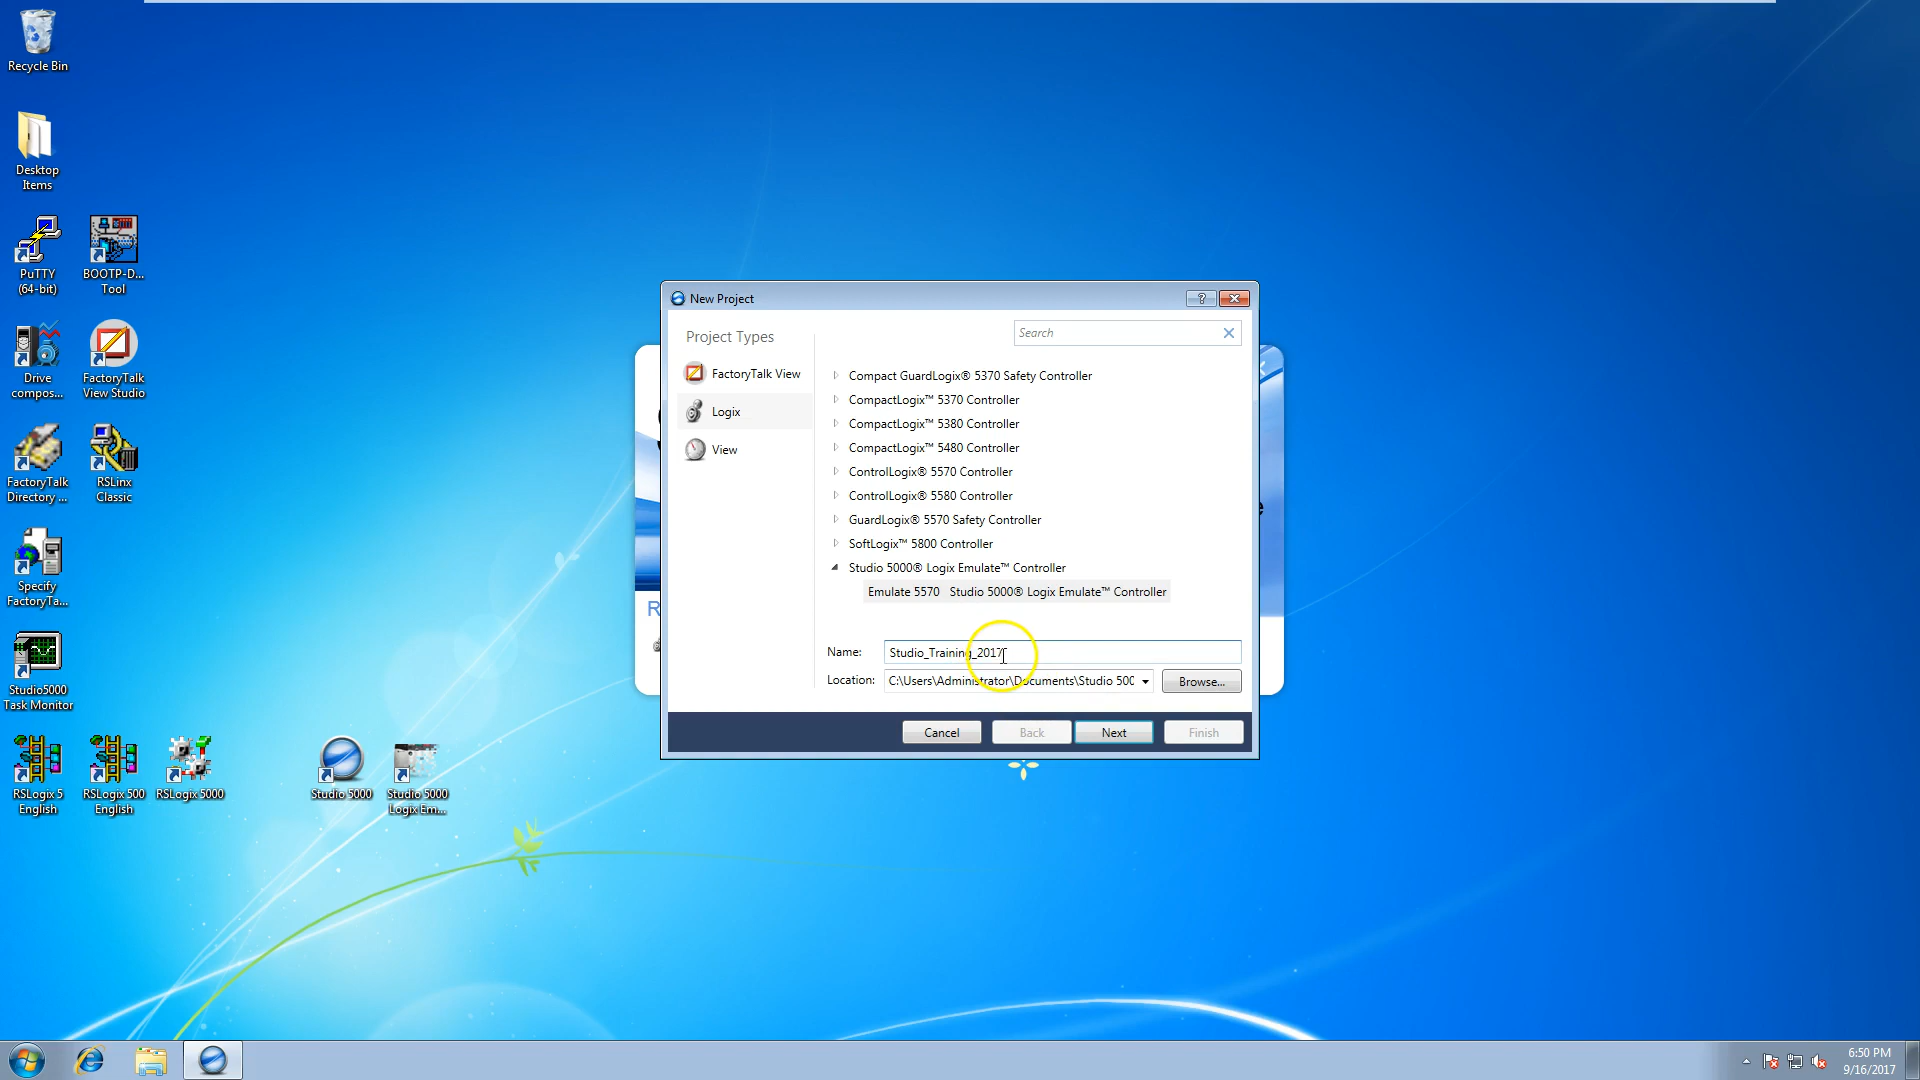 Recycle Bin
Desktop
Items
PuTTY
(64-bit)
BOOTP-D...
Tool
Drive
compos...
FactoryTalk
View Studio
FactoryTalk
Directory ...
RSLinx
Classic
Specify
FactoryTa...
Studio5000
Task Monitor
RSLogix 5
English
RSLogix 500
English
RSLogix 5000
Studio 5000
Studio 5000
Logix Em...
New Project
?
Project Types
Search
FactoryTalk View
Logix
View
Compact GuardLogix® 5370 Safety Controller
CompactLogix™ 5370 Controller
CompactLogix™ 5380 Controller
CompactLogix™ 5480 Controller
ControlLogix® 5570 Controller
ControlLogix® 5580 Controller
GuardLogix® 5570 Safety Controller
SoftLogix™ 5800 Controller
Studio 5000® Logix Emulate™ Controller
Emulate 5570 Studio 5000® Logix Emulate™ Controller
Name: Studio_Training_2017
Location: C:\Users\Administrator\Documents\Studio 500 Browse...
Cancel Back Next Finish
R
e
6:50 PM
9/16/2017